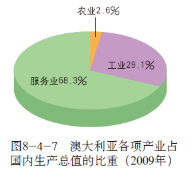 农业2.6%
工业29.1%
服务业68.3%
图8-4-7 澳大利亚各项产业占
国内生产总值的比重（2009年）